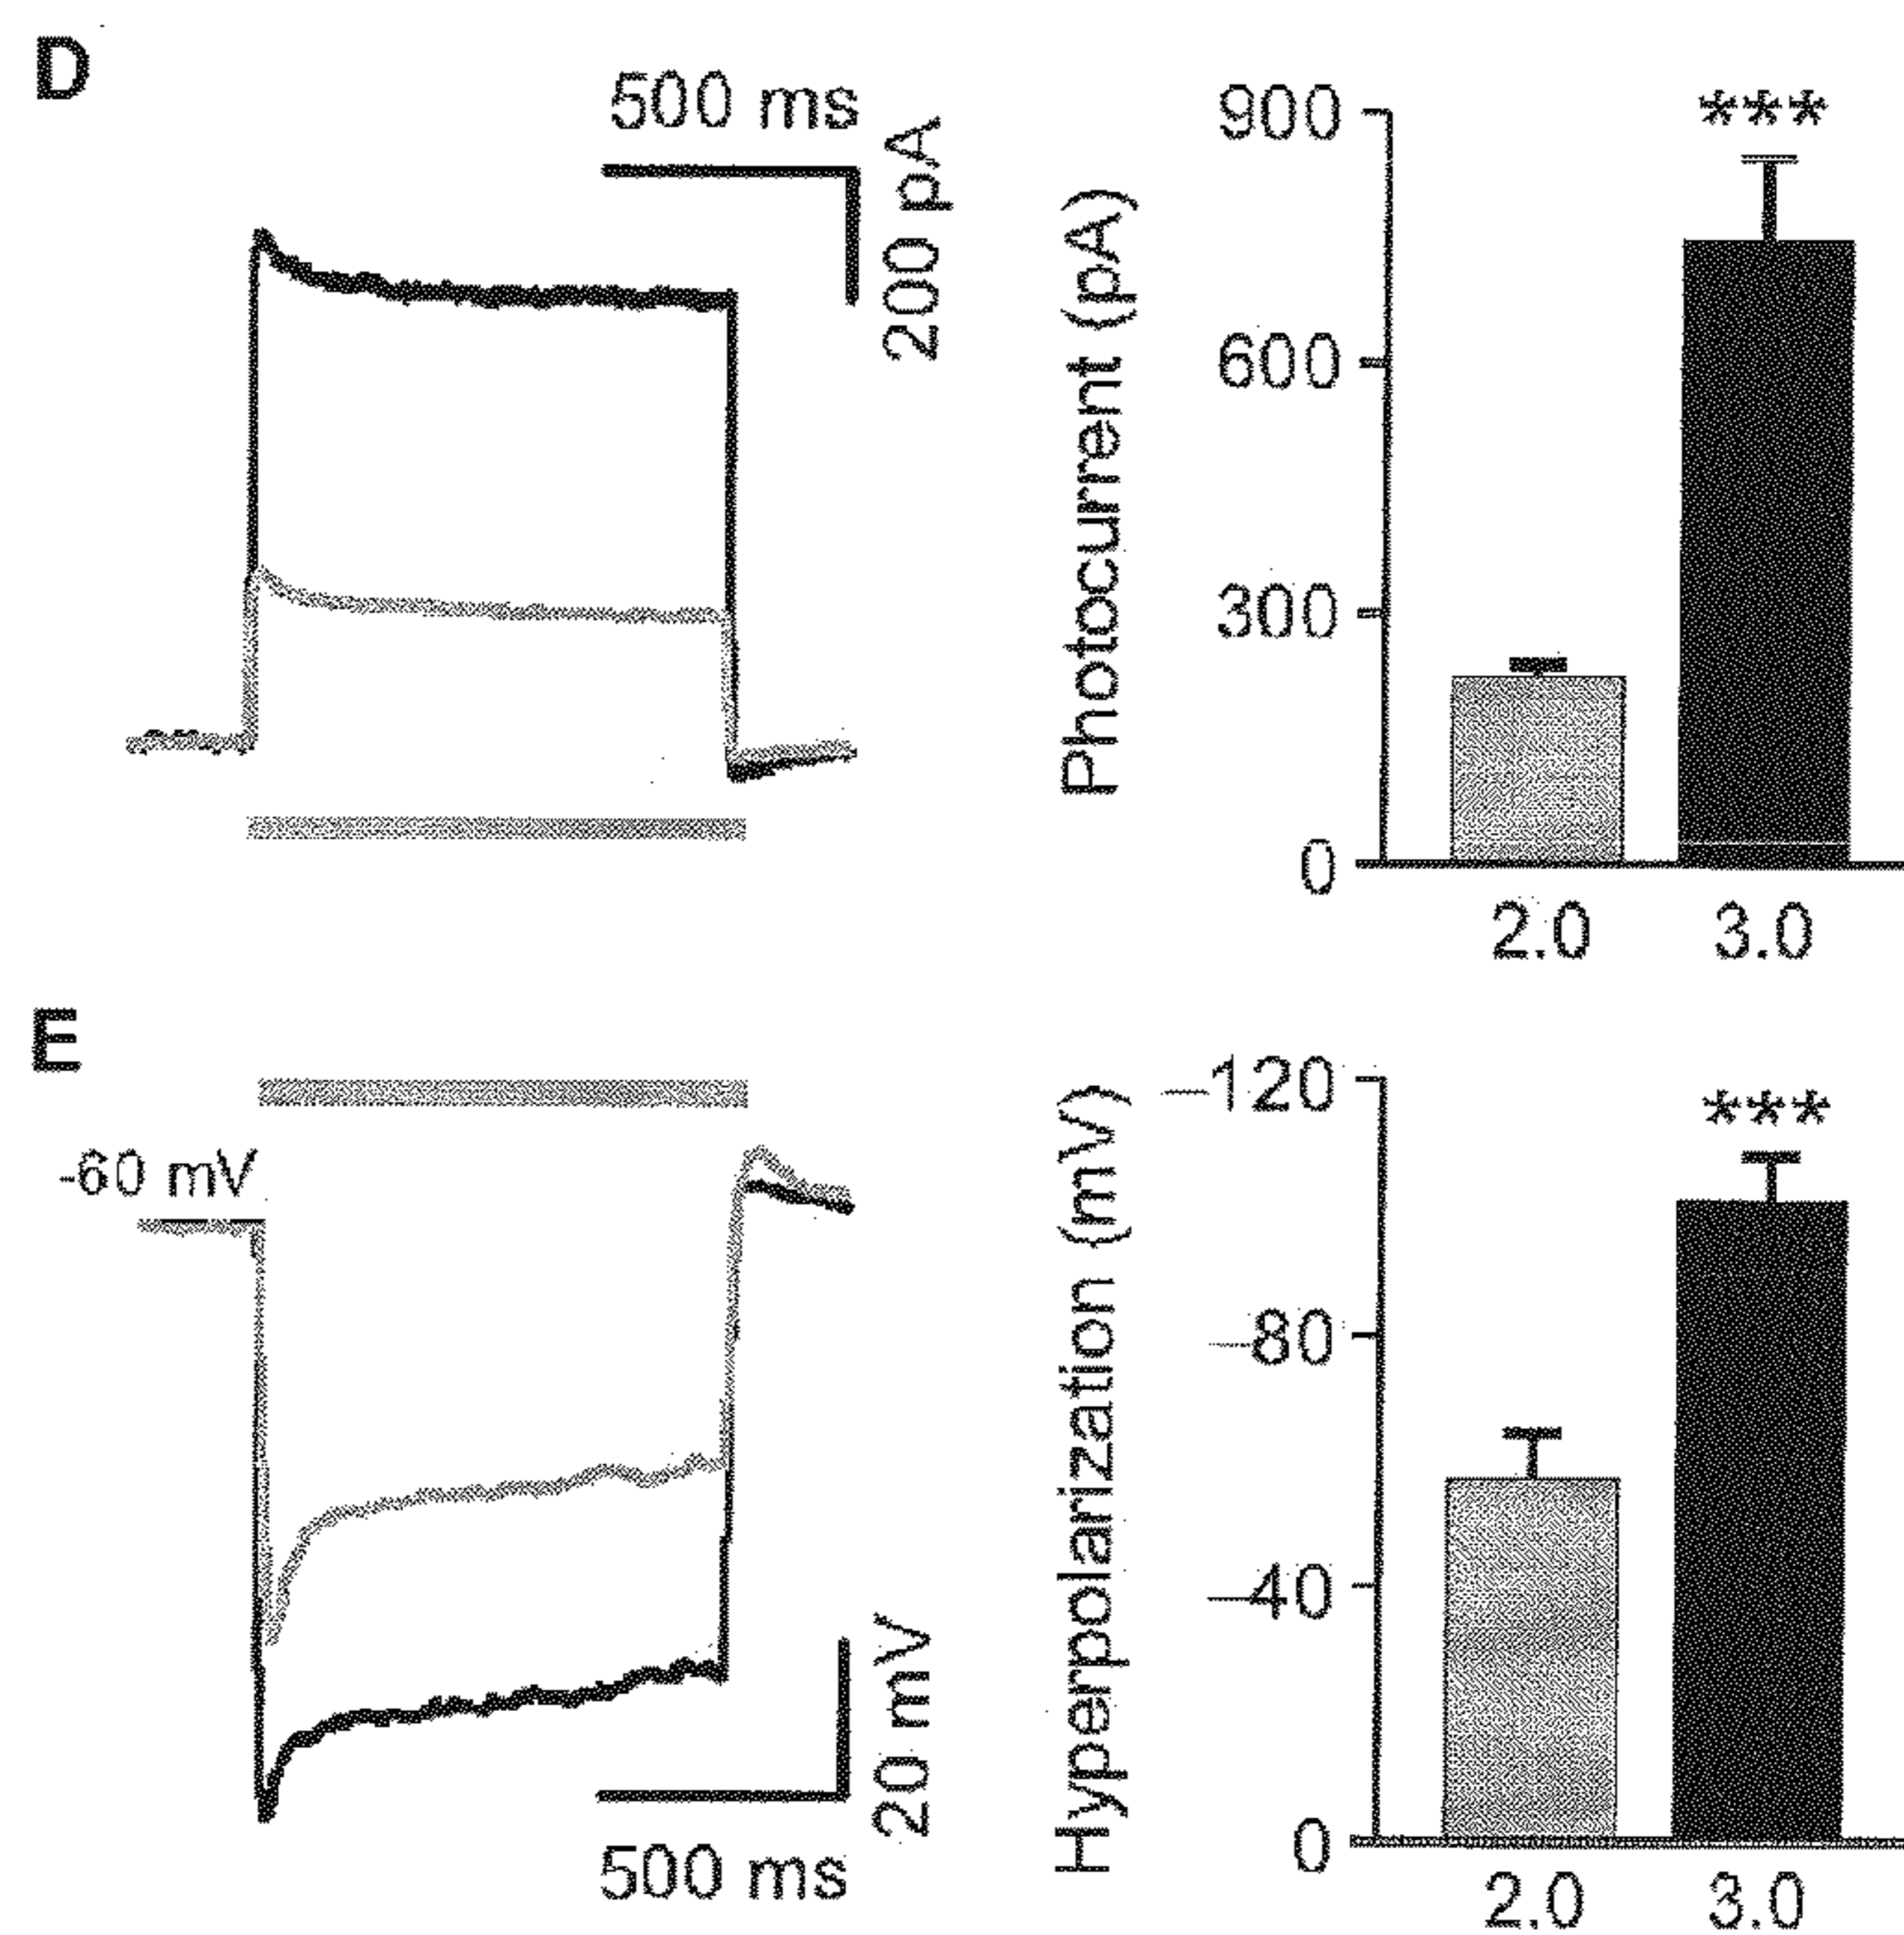 D
500 ms
200 pA
Photocurrent (pA)
900
600
300
0
***
2.0
3.0
E
-60 mV
20 mV
500 ms
Hyperpolarization (mV)
–120
–80
–40
0
***
2.0
3.0